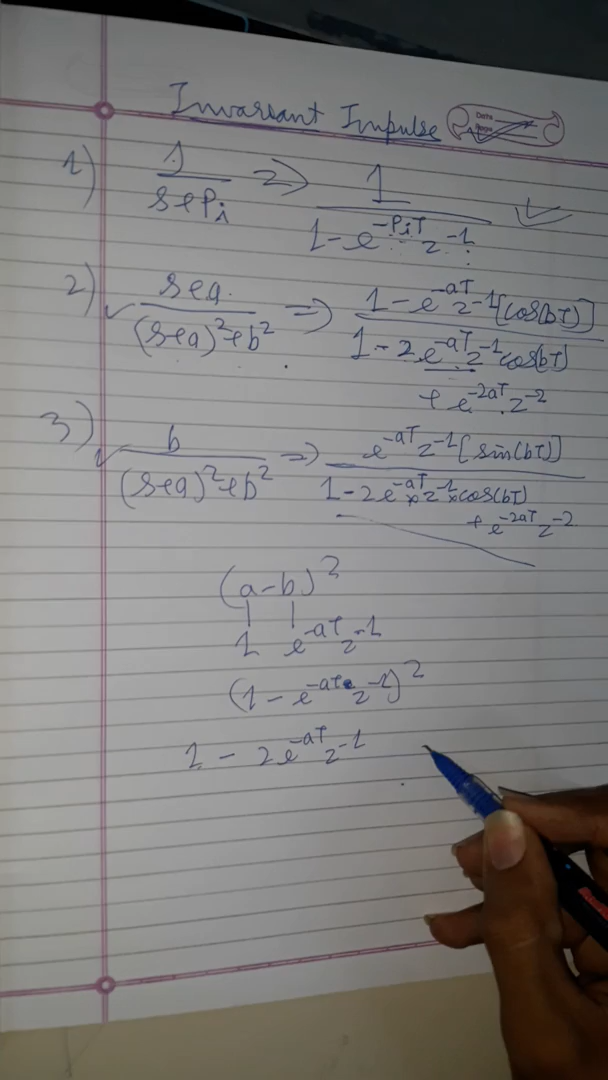 Invariant Impulse
Date
Page
1) 1/(s+Pi) => 1/(1-e^-PiT z^-1)
2) (s+a)/((s+a)^2+b^2) => (1-e^-aT z^-1[cos(bT)])/(1-2e^-aT z^-1 cos(bT)
+ e^-2aT z^-2
3) b/((s+a)^2+b^2) => (e^-aT z^-1[sin(bT)])/(1-2e^-aT z^-1 cos(bT)
+ e^-2aT z^-2
(a-b)^2
1 e^-aT z^-1
(1-e^-aT z^-1)^2
1-2e^-aT z^-1